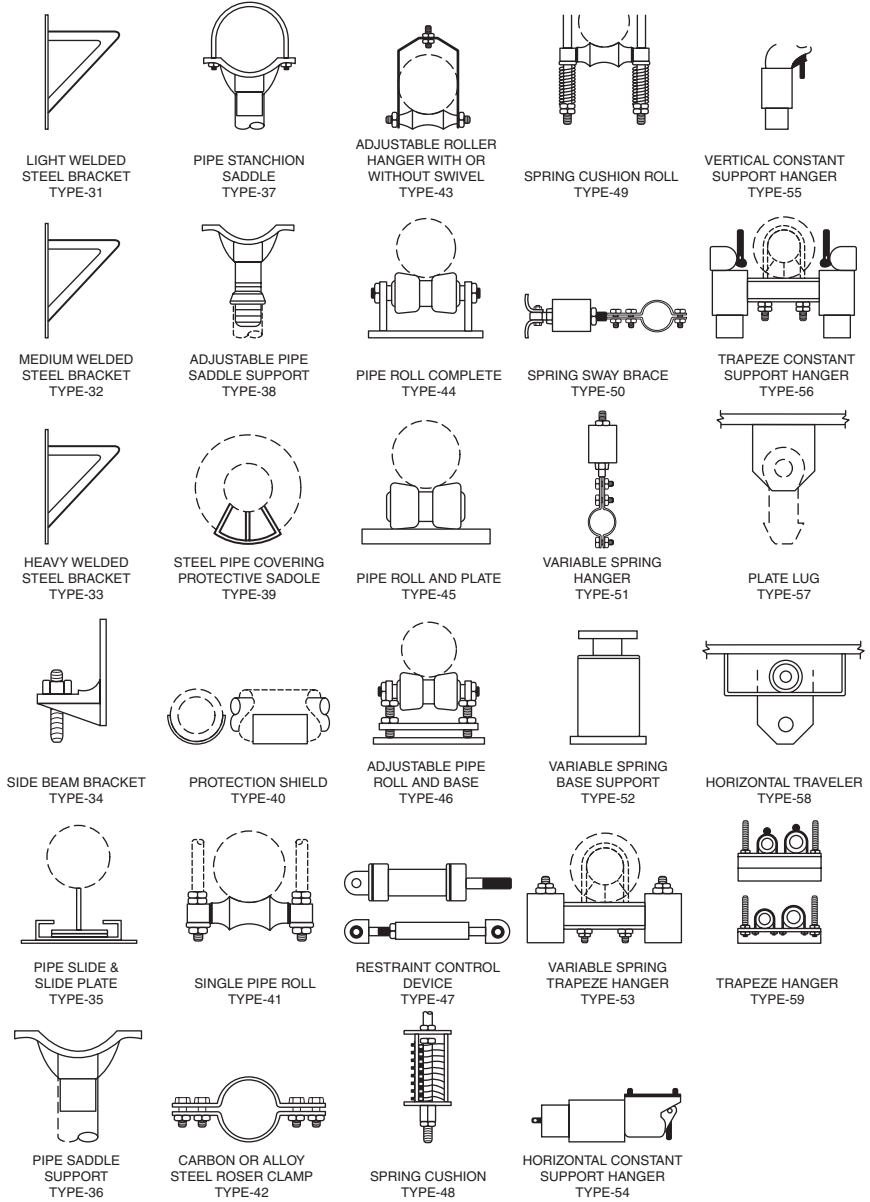 LIGHT WELDED
STEEL BRACKET
TYPE-31
PIPE STANCHION
SADDLE
TYPE-37
ADJUSTABLE ROLLER
HANGER WITH OR
WITHOUT SWIVEL
TYPE-43
SPRING CUSHION ROLL
TYPE-49
VERTICAL CONSTANT
SUPPORT HANGER
TYPE-55
MEDIUM WELDED
STEEL BRACKET
TYPE-32
ADJUSTABLE PIPE
SADDLE SUPPORT
TYPE-38
PIPE ROLL COMPLETE
TYPE-44
SPRING SWAY BRACE
TYPE-50
TRAPEZE CONSTANT
SUPPORT HANGER
TYPE-56
HEAVY WELDED
STEEL BRACKET
TYPE-33
STEEL PIPE COVERING
PROTECTIVE SADOLE
TYPE-39
PIPE ROLL AND PLATE
TYPE-45
VARIABLE SPRING
HANGER
TYPE-51
PLATE LUG
TYPE-57
SIDE BEAM BRACKET
TYPE-34
PROTECTION SHIELD
TYPE-40
ADJUSTABLE PIPE
ROLL AND BASE
TYPE-46
VARIABLE SPRING
BASE SUPPORT
TYPE-52
HORIZONTAL TRAVELER
TYPE-58
PIPE SLIDE &
SLIDE PLATE
TYPE-35
SINGLE PIPE ROLL
TYPE-41
RESTRAINT CONTROL
DEVICE
TYPE-47
VARIABLE SPRING
TRAPEZE HANGER
TYPE-53
TRAPEZE HANGER
TYPE-59
PIPE SADDLE
SUPPORT
TYPE-36
CARBON OR ALLOY
STEEL ROSER CLAMP
TYPE-42
SPRING CUSHION
TYPE-48
HORIZONTAL CONSTANT
SUPPORT HANGER
TYPE-54